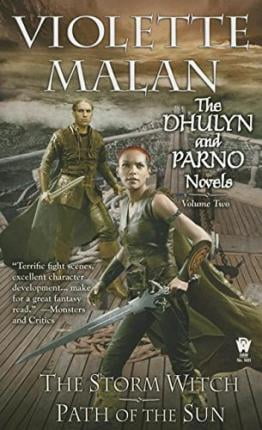 VIOLETTE
MALAN
The
DHULYN
and
PARNO
Novels
Volume Two
"Terrific fight scenes,
excellent character
development... make
for a great fantasy
read." —Monsters
and Critics
DAW
THE STORM WITCH
PATH OF THE SUN